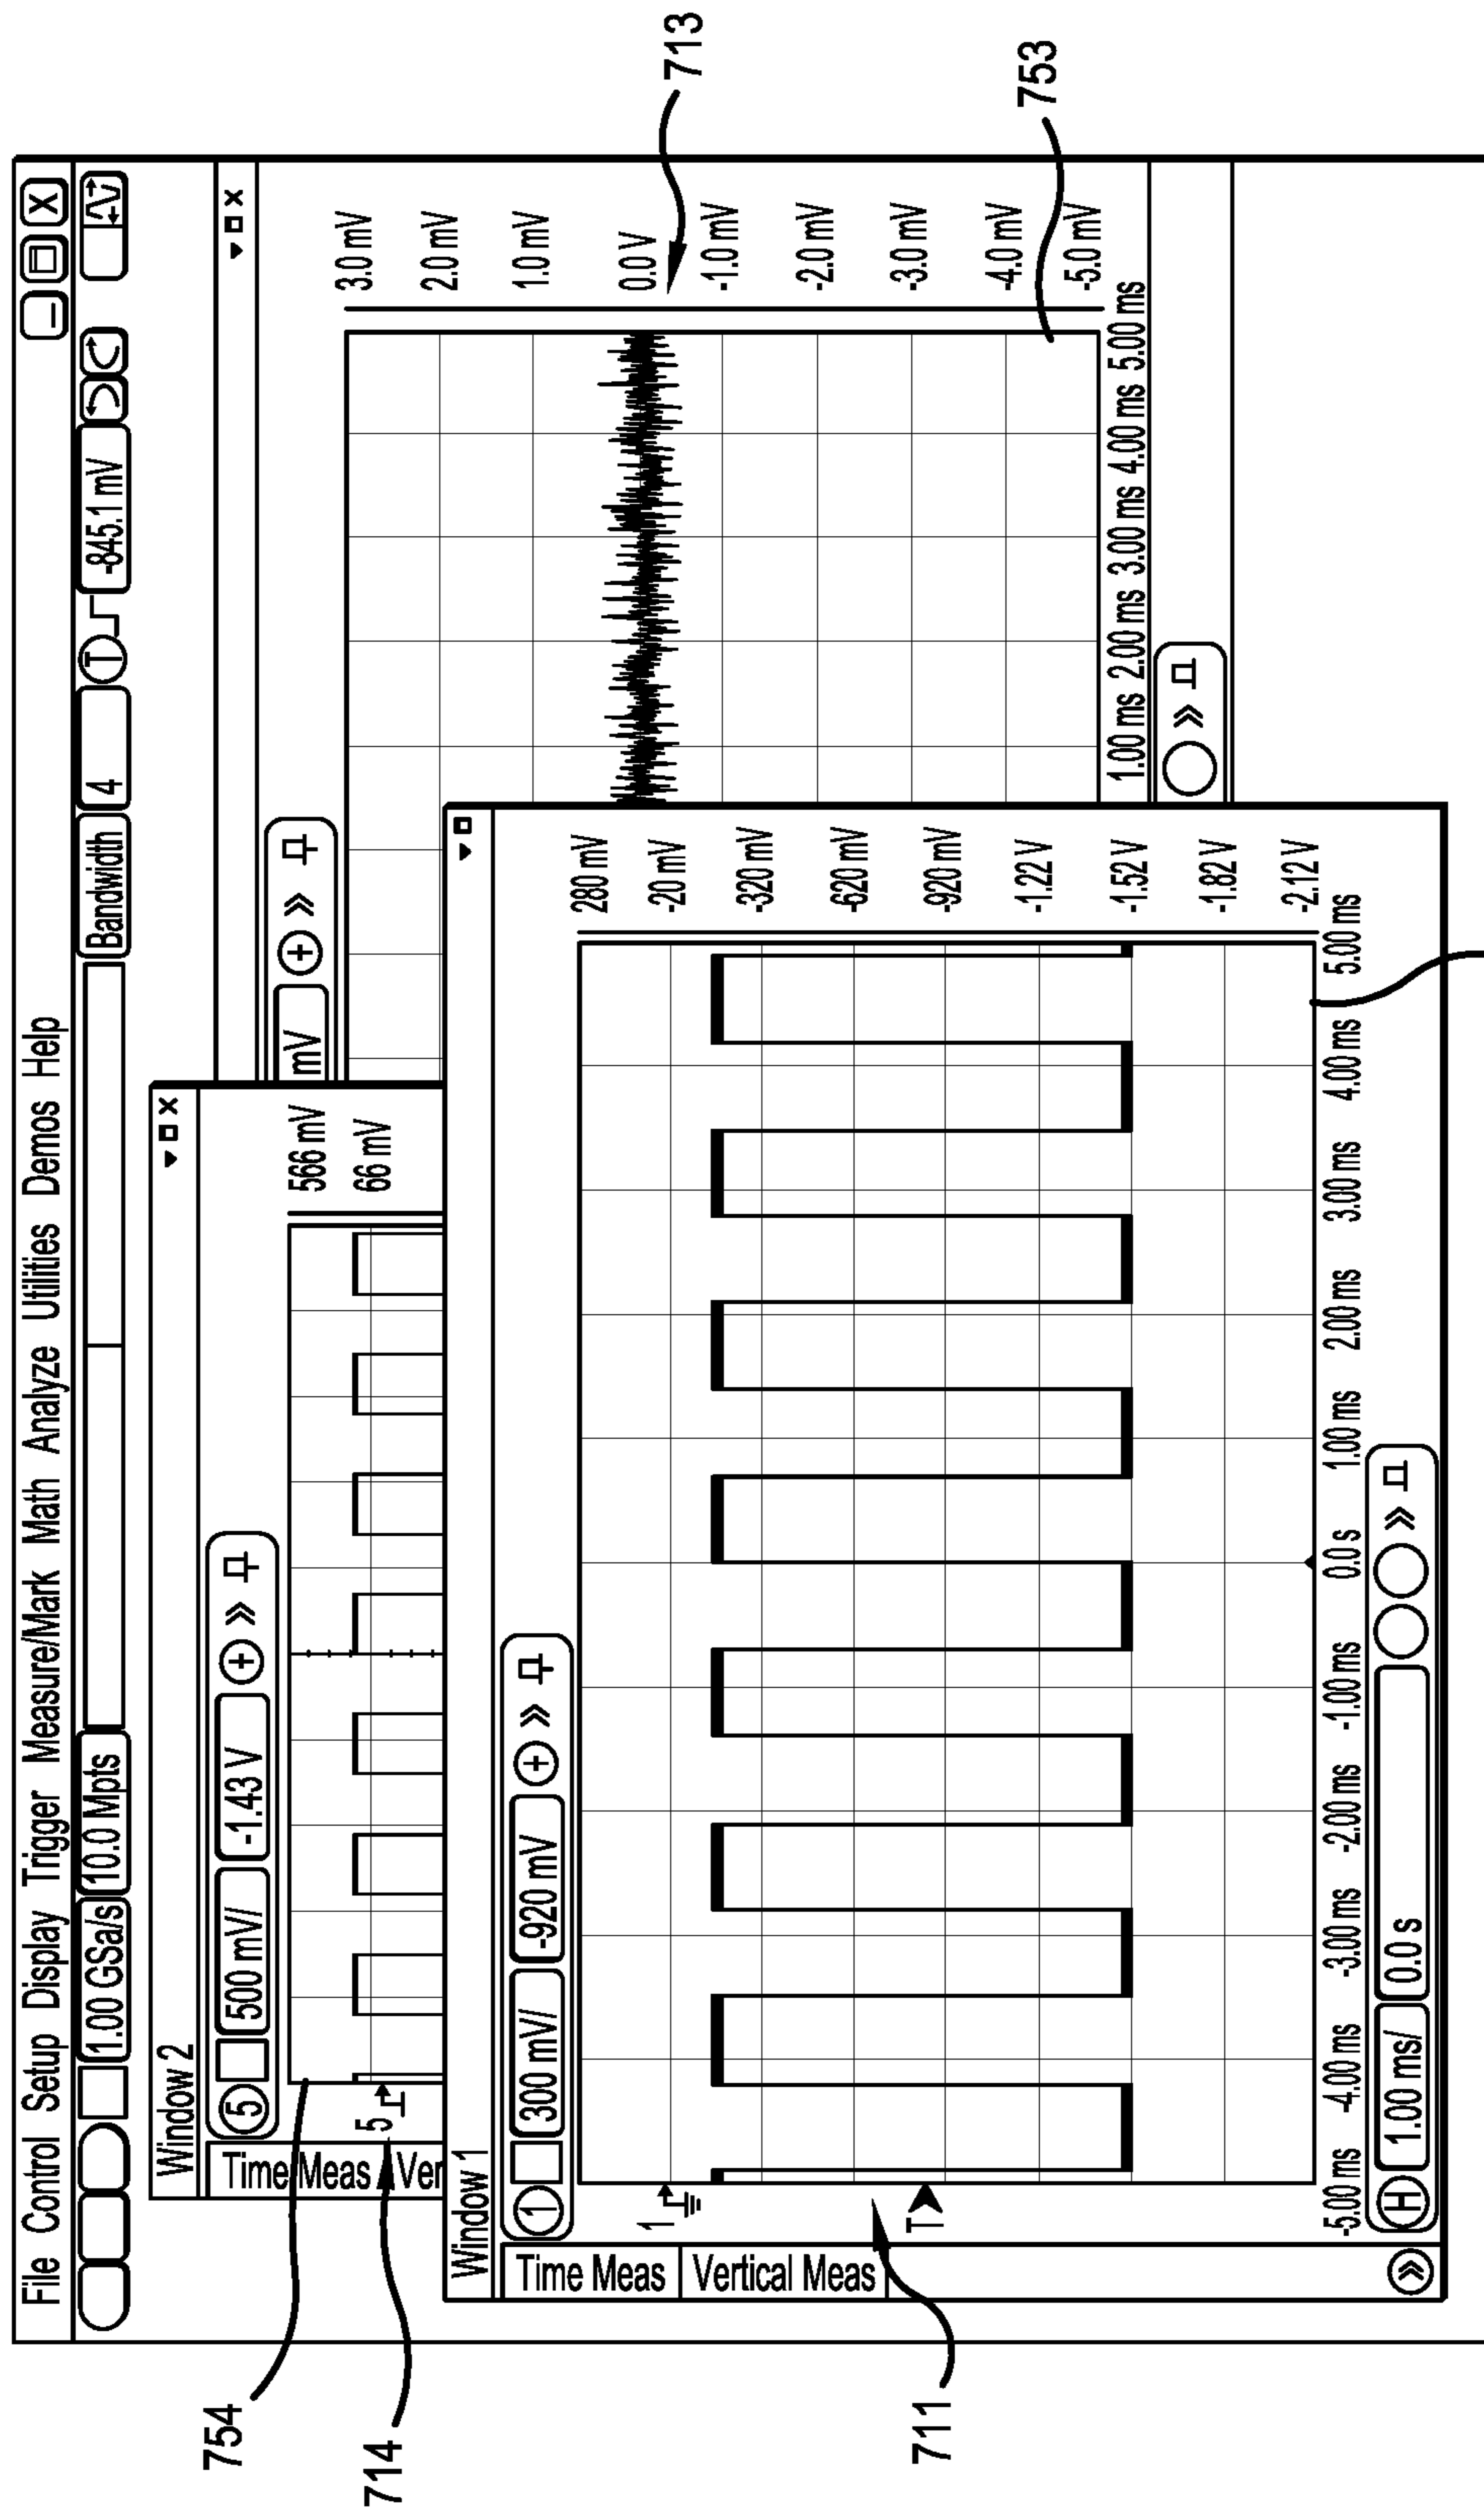 File Control Setup Display Trigger Measure/Mark Math Analyze Utilities Demos Help
1.00 GSa/s 10.0 Mpts Bandwidth 4 T -845.1 mV
Window 2
5 500 mV/ -1.43 V
mV
566 mV
66 mV
Time Meas
Ver
5
3.0 mV
2.0 mV
1.0 mV
0.0 V
-1.0 mV
-2.0 mV
-3.0 mV
-4.0 mV
-5.0 mV
1.00 ms 2.00 ms 3.00 ms 4.00 ms 5.00 ms
Window 1
1 300 mV/ -920 mV
Time Meas
Vertical Meas
1
T
280 mV
-20 mV
-320 mV
-620 mV
-920 mV
-1.22 V
-1.52 V
-1.82 V
-2.12 V
-5.00 ms -4.00 ms -3.00 ms -2.00 ms -1.00 ms 0.0 s 1.00 ms 2.00 ms 3.00 ms 4.00 ms 5.00 ms
H 1.00 ms/ 0.0 s
754
714
711
713
753